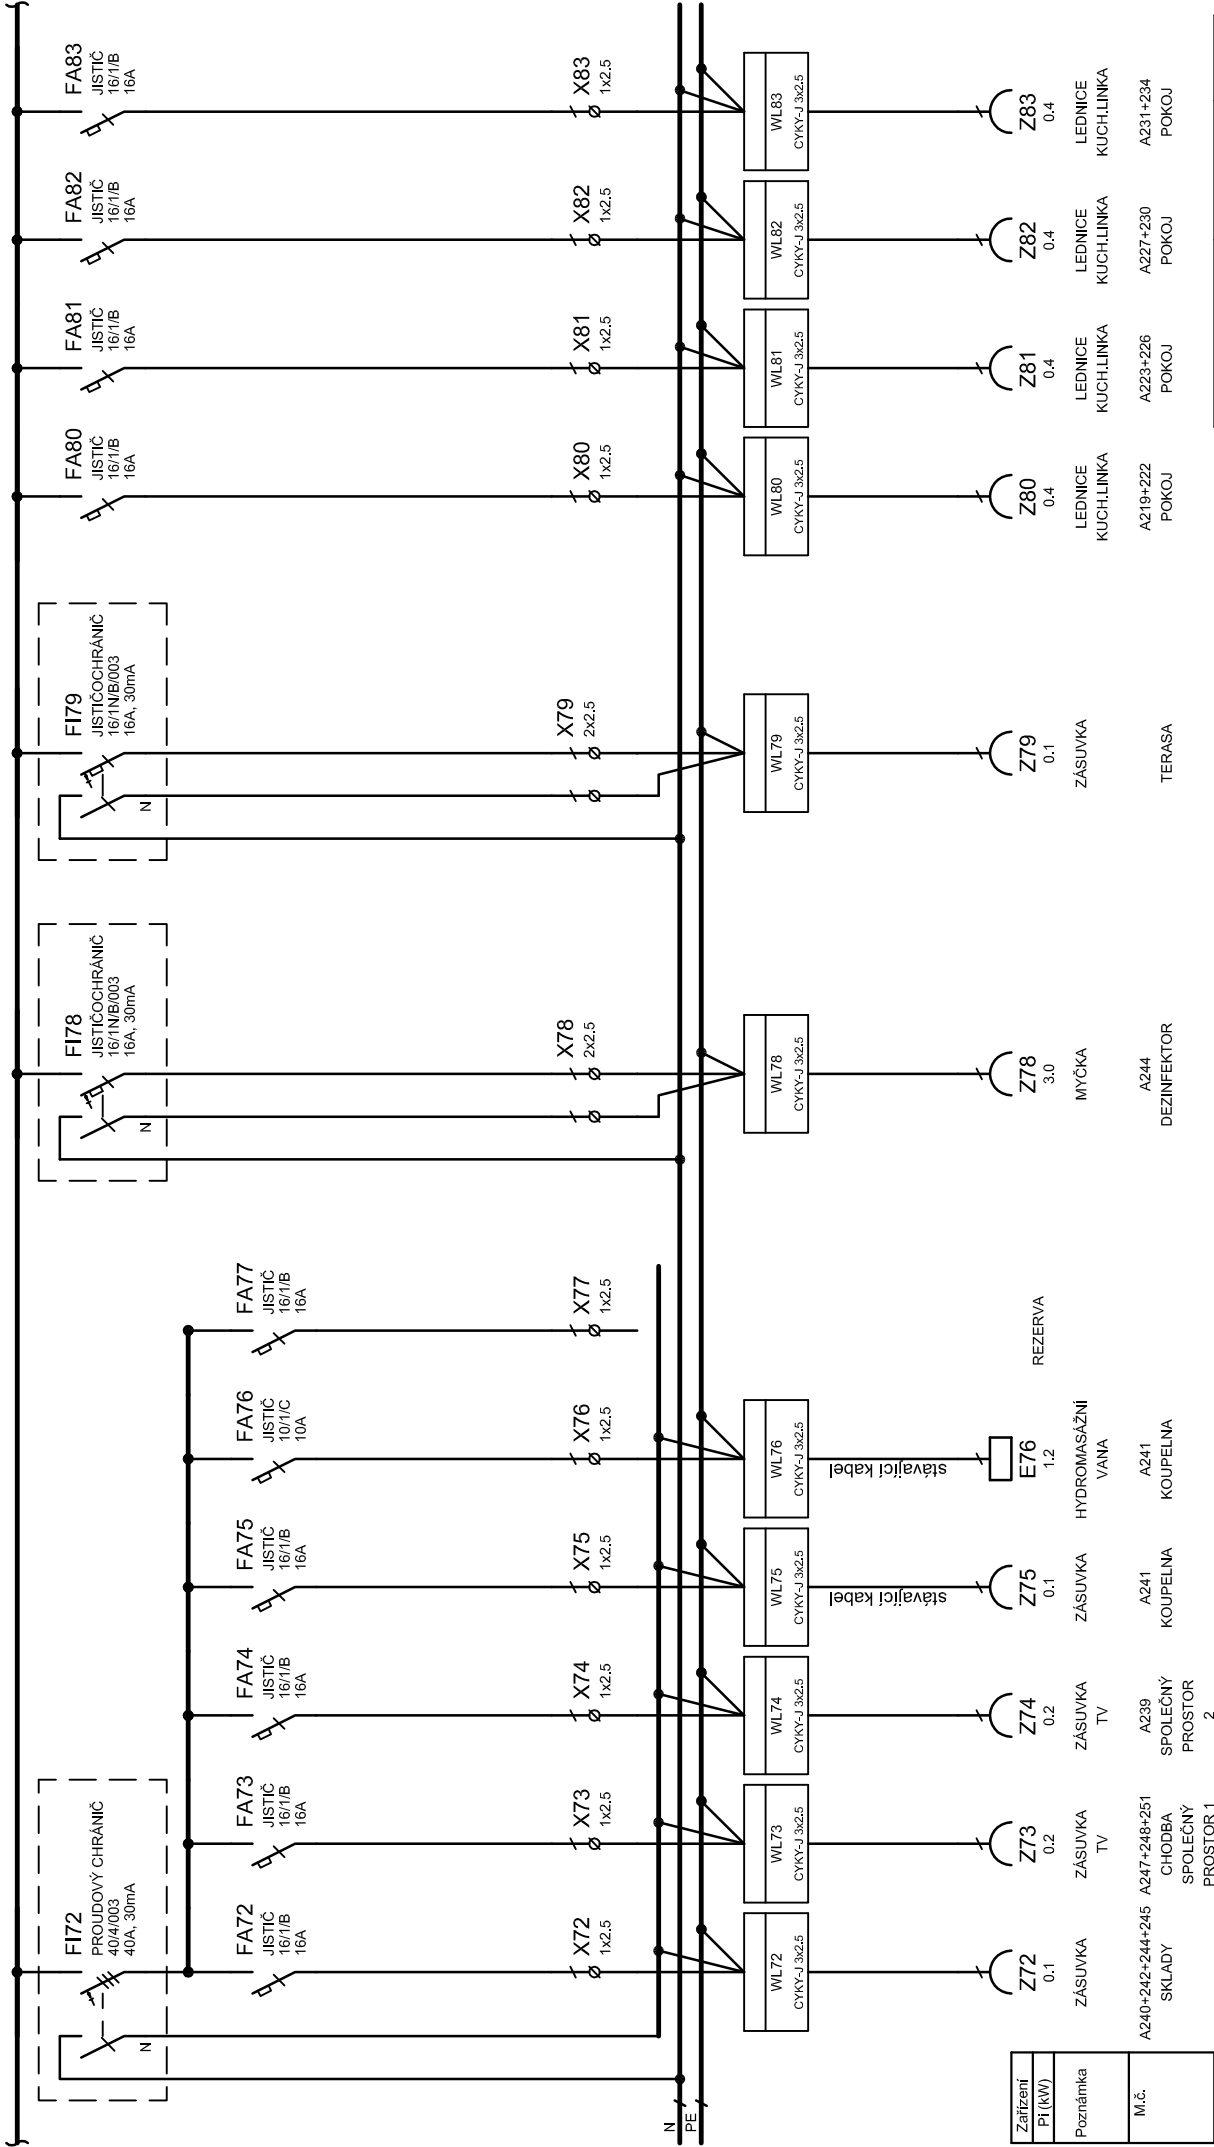 FI72
PROUDOVÝ CHRÁNIČ
40/4/003
40A, 30mA
N
FI78
JISTIČOCHRÁNIČ
16/1N/B/003
16A, 30mA
N
FI79
JISTIČOCHRÁNIČ
16/1N/B/003
16A, 30mA
N
FA80
JISTIČ
16/1/B
16A
FA81
JISTIČ
16/1/B
16A
FA82
JISTIČ
16/1/B
16A
FA83
JISTIČ
16/1/B
16A
FA72
JISTIČ
16/1/B
16A
FA73
JISTIČ
16/1/B
16A
FA74
JISTIČ
16/1/B
16A
FA75
JISTIČ
16/1/B
16A
FA76
JISTIČ
10/1/C
10A
FA77
JISTIČ
16/1/B
16A
X72
1x2.5
X73
1x2.5
X74
1x2.5
X75
1x2.5
X76
1x2.5
X77
1x2.5
X78
2x2.5
X79
2x2.5
X80
1x2.5
X81
1x2.5
X82
1x2.5
X83
1x2.5
N
PE
WL72
CYKY-J 3x2.5
WL73
CYKY-J 3x2.5
WL74
CYKY-J 3x2.5
WL75
CYKY-J 3x2.5
WL76
CYKY-J 3x2.5
WL78
CYKY-J 3x2.5
WL79
CYKY-J 3x2.5
WL80
CYKY-J 3x2.5
WL81
CYKY-J 3x2.5
WL82
CYKY-J 3x2.5
WL83
CYKY-J 3x2.5
stávající kabel
stávající kabel
Zařízení
Pi (kW)
Poznámka
M.č.
Z72
0.1
ZÁSUVKA
A240+242+244+245
SKLADY
Z73
0.2
ZÁSUVKA
TV
A247+248+251
CHODBA
SPOLEČNÝ
PROSTOR 1
Z74
0.2
ZÁSUVKA
TV
A239
SPOLEČNÝ
PROSTOR
2
Z75
0.1
ZÁSUVKA
A241
KOUPELNA
E76
1.2
HYDROMASÁŽNÍ
VANA
A241
KOUPELNA
REZERVA
Z78
3.0
MYČKA
A244
DEZINFEKTOR
Z79
0.1
ZÁSUVKA
TERASA
Z80
0.4
LEDNICE
KUCH.LINKA
A219+222
POKOJ
Z81
0.4
LEDNICE
KUCH.LINKA
A223+226
POKOJ
Z82
0.4
LEDNICE
KUCH.LINKA
A227+230
POKOJ
Z83
0.4
LEDNICE
KUCH.LINKA
A231+234
POKOJ